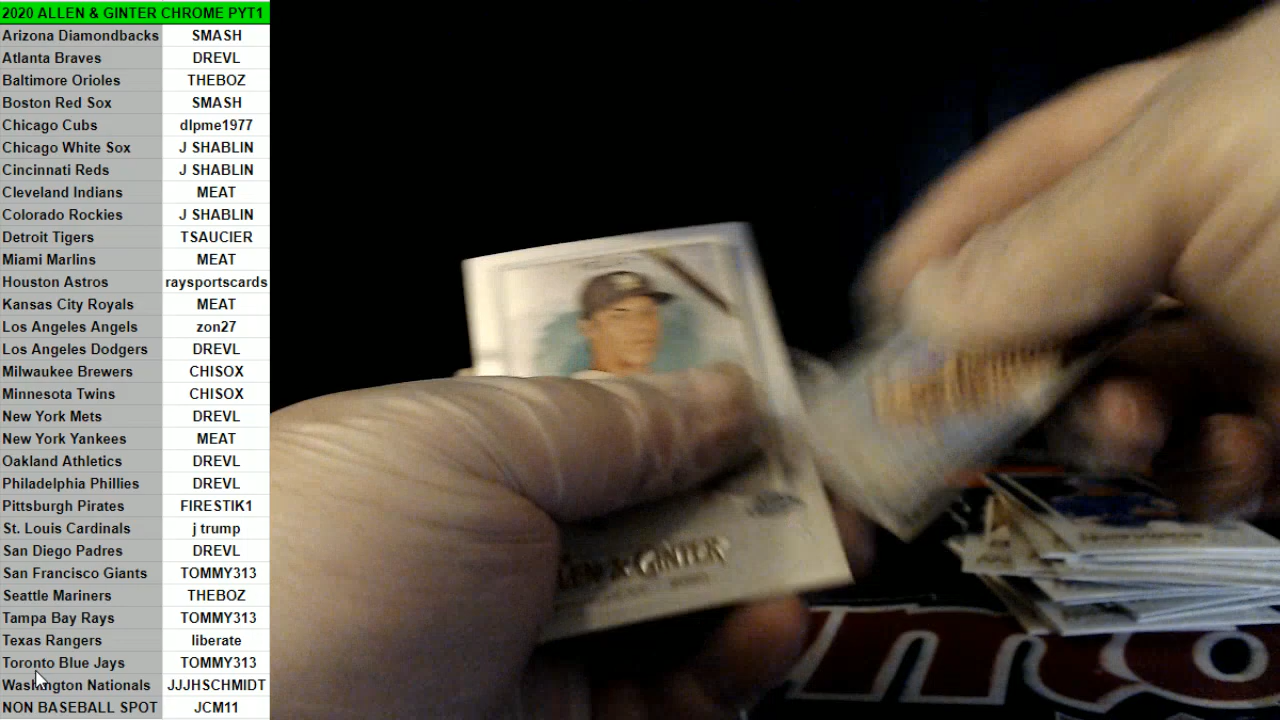 2020 ALLEN & GINTER CHROME PYT1
Arizona Diamondbacks SMASH
Atlanta Braves DREVL
Baltimore Orioles THEBOZ
Boston Red Sox SMASH
Chicago Cubs dlpme1977
Chicago White Sox J SHABLIN
Cincinnati Reds J SHABLIN
Cleveland Indians MEAT
Colorado Rockies J SHABLIN
Detroit Tigers TSAUCIER
Miami Marlins MEAT
Houston Astros raysportscards
Kansas City Royals MEAT
Los Angeles Angels zon27
Los Angeles Dodgers DREVL
Milwaukee Brewers CHISOX
Minnesota Twins CHISOX
New York Mets DREVL
New York Yankees MEAT
Oakland Athletics DREVL
Philadelphia Phillies DREVL
Pittsburgh Pirates FIRESTIK1
St. Louis Cardinals j trump
San Diego Padres DREVL
San Francisco Giants TOMMY313
Seattle Mariners THEBOZ
Tampa Bay Rays TOMMY313
Texas Rangers liberate
Toronto Blue Jays TOMMY313
Washington Nationals JJJHSCHMIDT
NON BASEBALL SPOT JCM11
GINTER